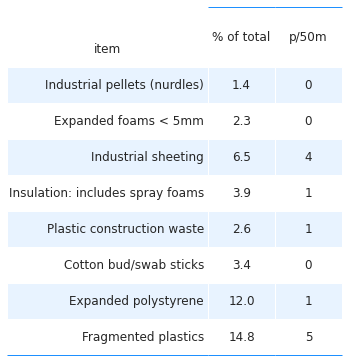 item % of total p/50m
Industrial pellets (nurdles) 1.4 0
Expanded foams < 5mm 2.3 0
Industrial sheeting 6.5 4
Insulation: includes spray foams 3.9 1
Plastic construction waste 2.6 1
Cotton bud/swab sticks 3.4 0
Expanded polystyrene 12.0 1
Fragmented plastics 14.8 5